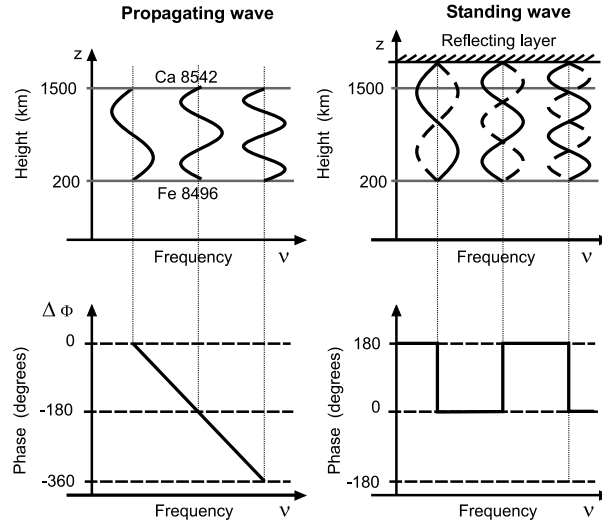 Propagating wave
z
Ca 8542
1500
Height (km)
200
Fe 8496
Frequency
ν
Δ Φ
0
-180
-360
Phase (degrees)
Frequency
ν
Standing wave
z
Reflecting layer
1500
Height (km)
200
Frequency
ν
180
0
-180
Phase (degrees)
Frequency
ν